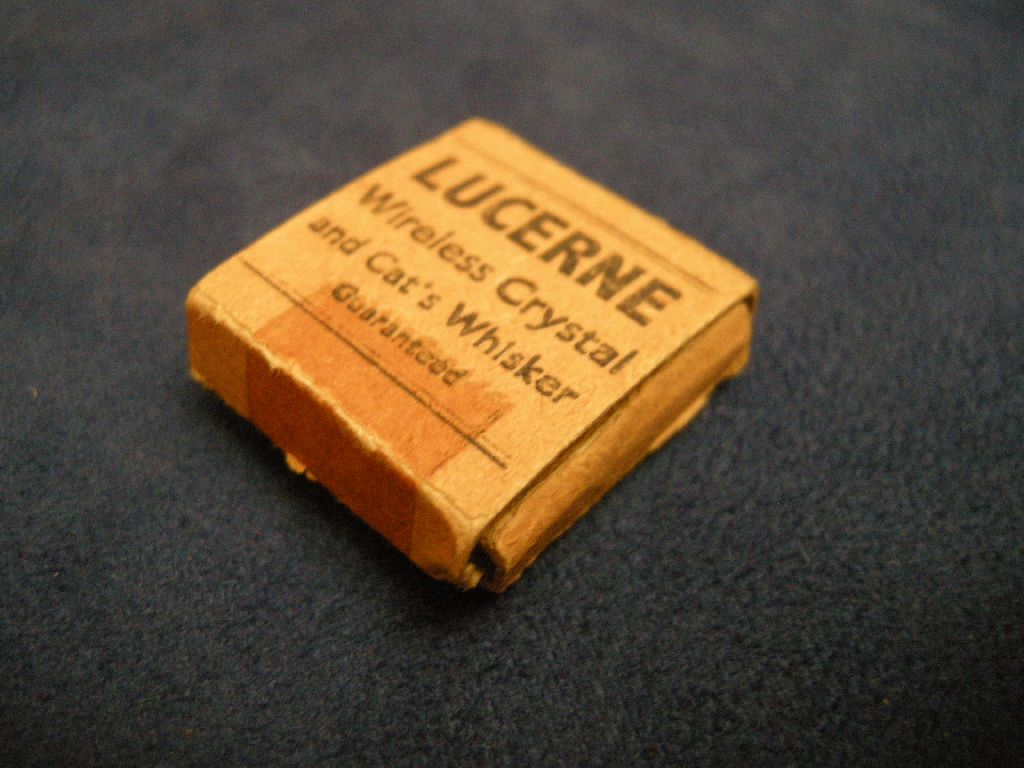 LUCERNE
Wireless Crystal
and Cat's Whisker
Guaranteed